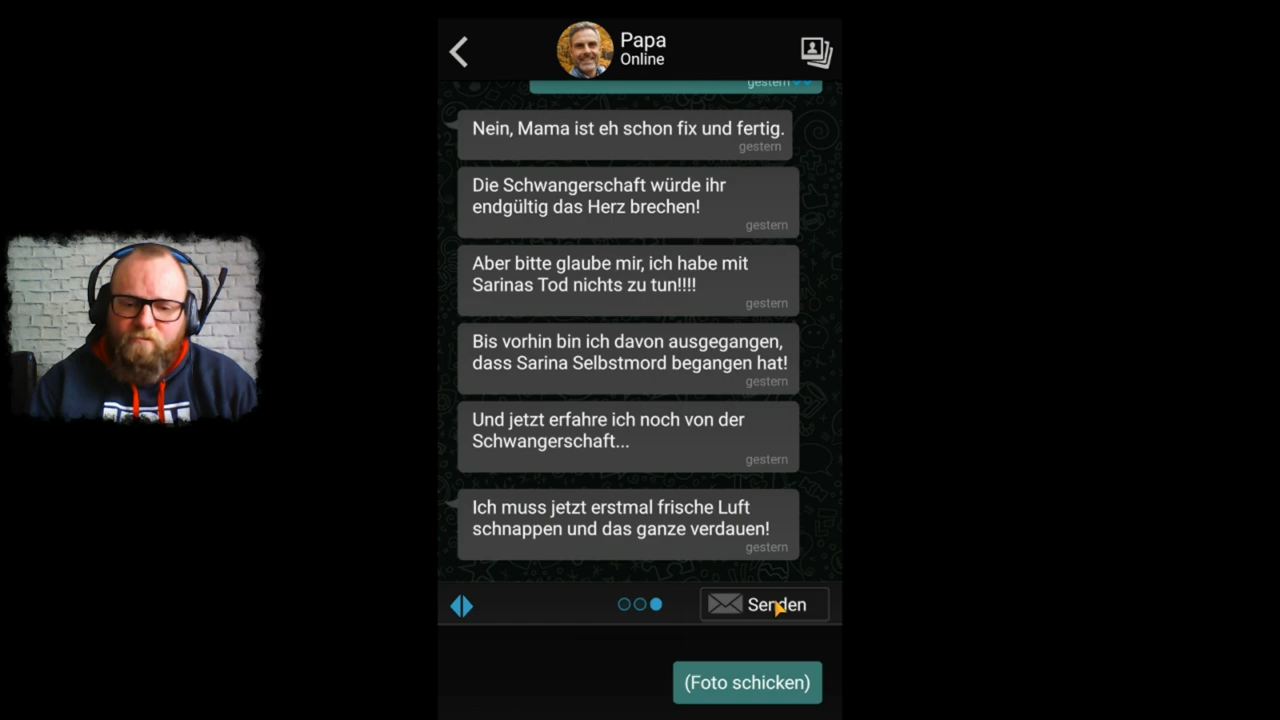 Papa
Online
gestern
Nein, Mama ist eh schon fix und fertig.
gestern
Die Schwangerschaft würde ihr
endgültig das Herz brechen!
gestern
Aber bitte glaube mir, ich habe mit
Sarinas Tod nichts zu tun!!!!
gestern
Bis vorhin bin ich davon ausgegangen,
dass Sarina Selbstmord begangen hat!
gestern
Und jetzt erfahre ich noch von der
Schwangerschaft...
gestern
Ich muss jetzt erstmal frische Luft
schnappen und das ganze verdauen!
gestern
Senden
(Foto schicken)